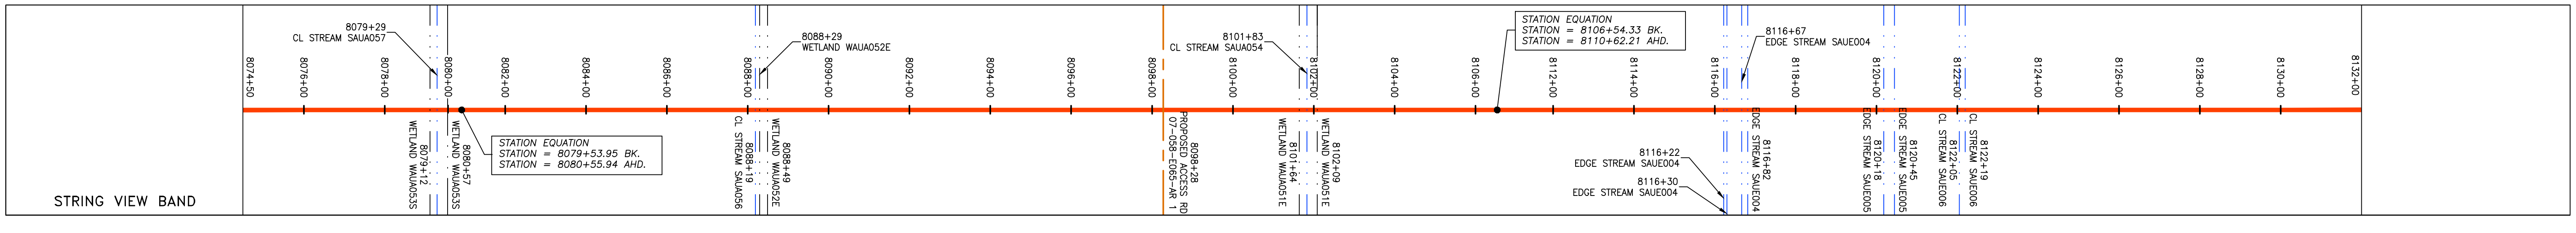 8079+29
CL STREAM SAUA057
8088+29
WETLAND WAUA052E
8101+83
CL STREAM SAUA054
STATION EQUATION
STATION = 8106+54.33 BK.
STATION = 8110+62.21 AHD.
8116+67
EDGE STREAM SAUE004
8074+50
8076+00
8078+00
8080+00
8082+00
8084+00
8086+00
8088+00
8090+00
8092+00
8094+00
8096+00
8098+00
8100+00
8102+00
8104+00
8106+00
8112+00
8114+00
8116+00
8118+00
8120+00
8122+00
8124+00
8126+00
8128+00
8130+00
8132+00
8079+12
WETLAND WAUA053S
8080+57
WETLAND WAUA053S
STATION EQUATION
STATION = 8079+53.95 BK.
STATION = 8080+55.94 AHD.
8088+19
CL STREAM SAUA056
8088+49
WETLAND WAUA052E
8098+28
PROPOSED ACCESS RD
07-058-E065-AR 1
8101+64
WETLAND WAUA051E
8102+09
WETLAND WAUA051E
8116+22
EDGE STREAM SAUE004
8116+30
EDGE STREAM SAUE004
8116+82
EDGE STREAM SAUE004
8120+18
EDGE STREAM SAUE005
8120+45
EDGE STREAM SAUE005
8122+05
CL STREAM SAUE006
8122+19
CL STREAM SAUE006
STRING VIEW BAND